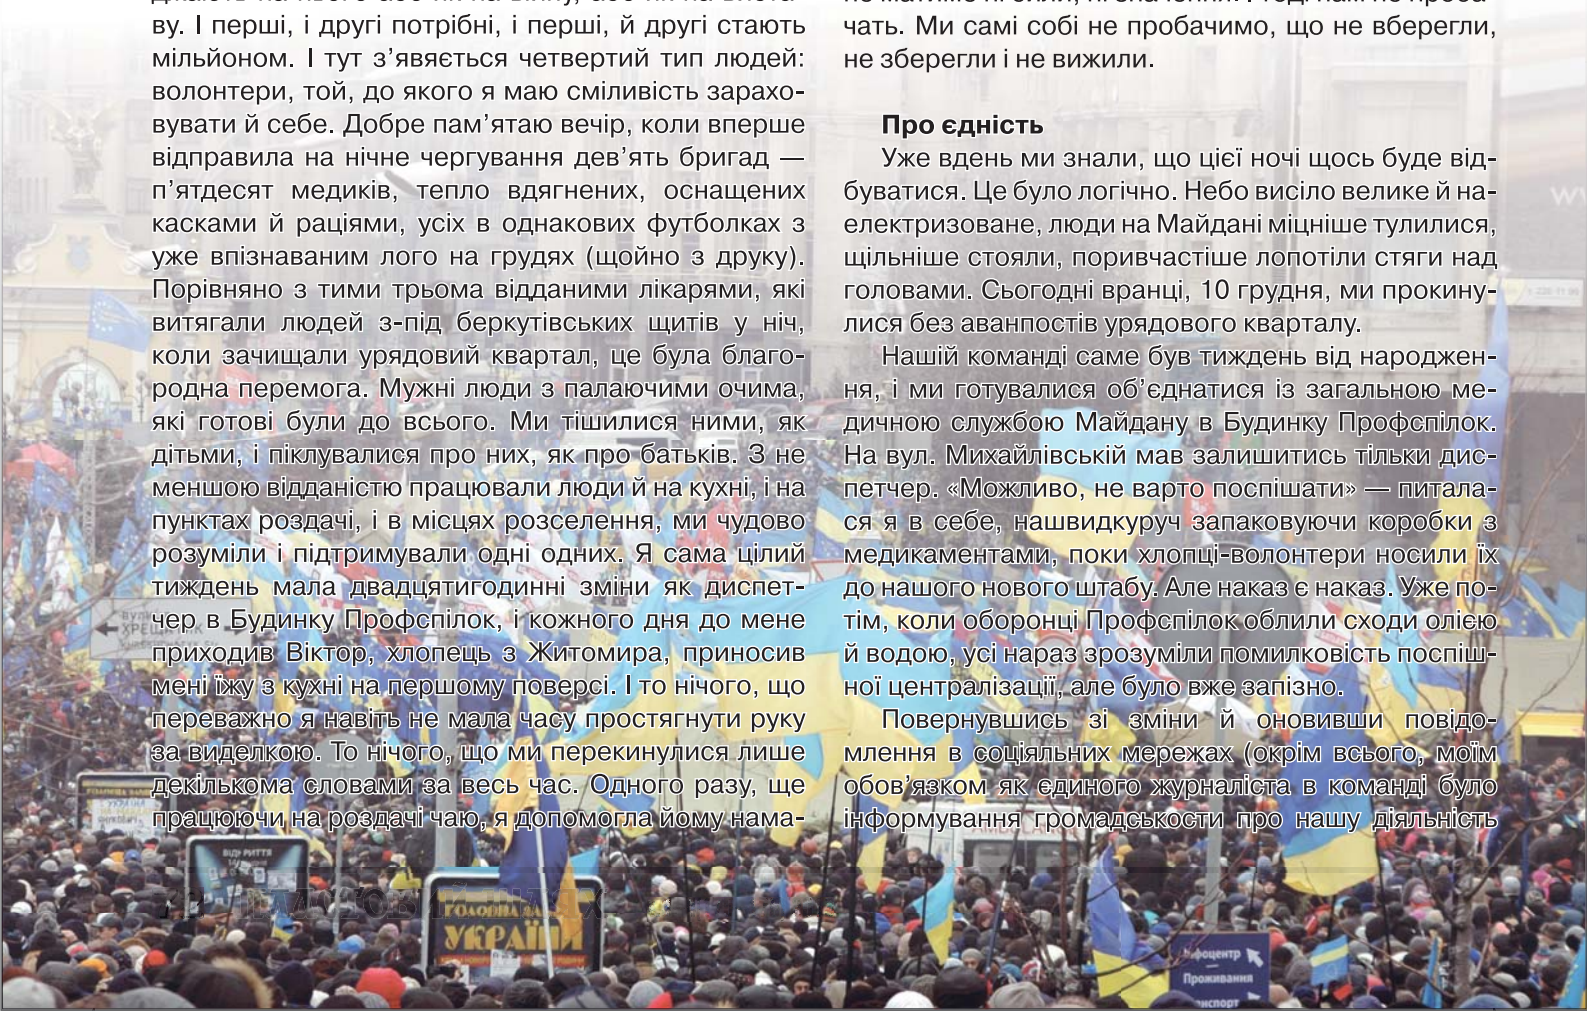 ву. І перші, і другі потрібні, і перші, й другі стають
мільйоном. І тут з’явяється четвертий тип людей:
волонтери, той, до якого я маю сміливість зарахо-
вувати й себе. Добре пам’ятаю вечір, коли вперше
відправила на нічне чергування дев’ять бригад —
п’ятдесят медиків, тепло вдягнених, оснащених
касками й раціями, усіх в однакових футболках з
уже впізнаваним лого на грудях (щойно з друку).
Порівняно з тими трьома відданими лікарями, які
витягали людей з-під беркутівських щитів у ніч,
коли зачищали урядовий квартал, це була благо-
родна перемога. Мужні люди з палаючими очима,
які готові були до всього. Ми тішилися ними, як
дітьми, і піклувалися про них, як про батьків. З не
меншою відданістю працювали люди й на кухні, і на
пунктах роздачі, і в місцях розселення, ми чудово
розуміли і підтримували одні одних. Я сама цілий
тиждень мала двадцятигодинні зміни як диспет-
чер в Будинку Профспілок, і кожного дня до мене
приходив Віктор, хлопець з Житомира, приносив
мені їжу з кухні на першому поверсі. І то нічого, що
переважно я навіть не мала часу простягнути руку
за виделкою. То нічого, що ми перекинулися лише
декількома словами за весь час. Одного разу, ще
працюючи на роздачі чаю, я допомогла йому нама-
чать. Ми самі собі не пробачимо, що не вберегли,
не зберегли і не вижили.
Про єдність
Уже вдень ми знали, що цієї ночі щось буде від-
буватися. Це було логічно. Небо висіло велике й на-
електризоване, люди на Майдані міцніше тулилися,
щільніше стояли, поривчастіше лопотіли стяги над
головами. Сьогодні вранці, 10 грудня, ми прокину-
лися без аванпостів урядового кварталу.
Нашій команді саме був тиждень від народжен-
ня, і ми готувалися об’єднатися із загальною ме-
дичною службою Майдану в Будинку Профспілок.
На вул. Михайлівській мав залишитись тільки дис-
петчер. «Можливо, не варто поспішати» — питала-
ся я в себе, нашвидкуруч запаковуючи коробки з
медикаментами, поки хлопці-волонтери носили їх
до нашого нового штабу. Але наказ є наказ. Уже по-
тім, коли оборонці Профспілок облили сходи олією
й водою, усі нараз зрозуміли помилковість поспіш-
ної централізації, але було вже запізно.
Повернувшись зі зміни й оновивши повідо-
млення в соціяльних мережах (окрім всього, моїм
обов’язком як єдиного журналіста в команді було
інформування громадськости про нашу діяльність
ХРЕЩАТИК
УКРАЇНИ
Інфоцентр
Проживання